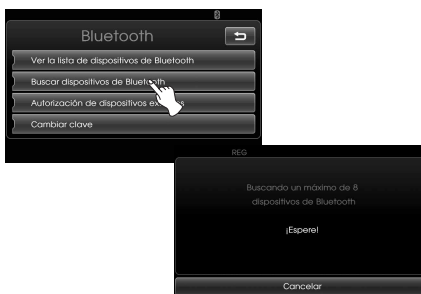 Bluetooth
Ver la lista de dispositivos de Bluetooth
Buscar dispositivos de Bluetooth
Autorización de dispositivos
Cambiar clave
REG
Buscando un máximo de 8
dispositivos de Bluetooth
¡Espere!
Cancelar